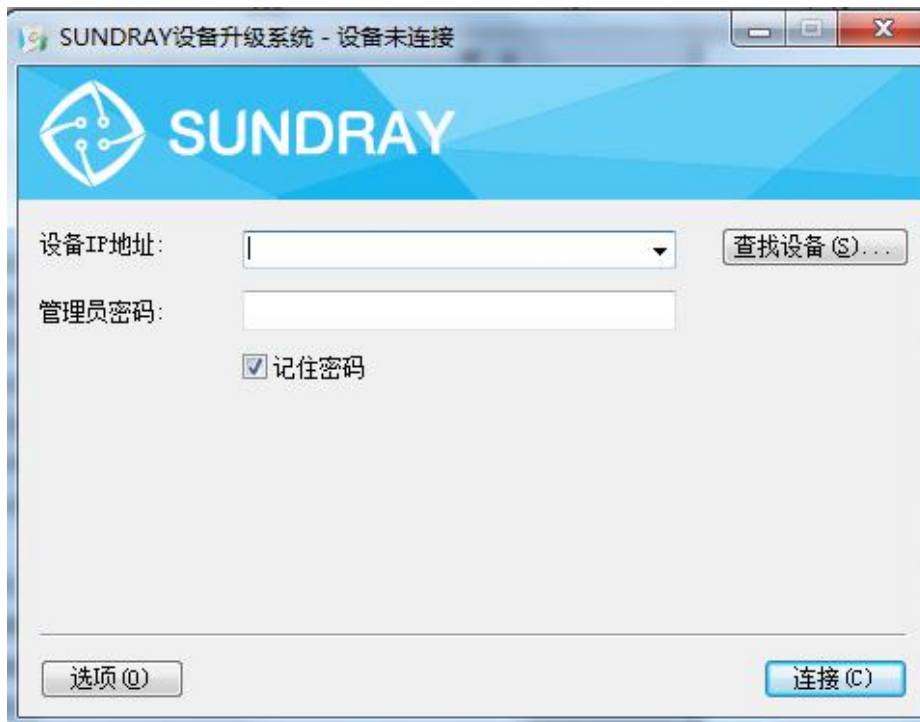 SUNDRAY设备升级系统 - 设备未连接
SUNDRAY
设备IP地址:
查找设备(S)...
管理员密码:
记住密码
选项(O)
连接(C)